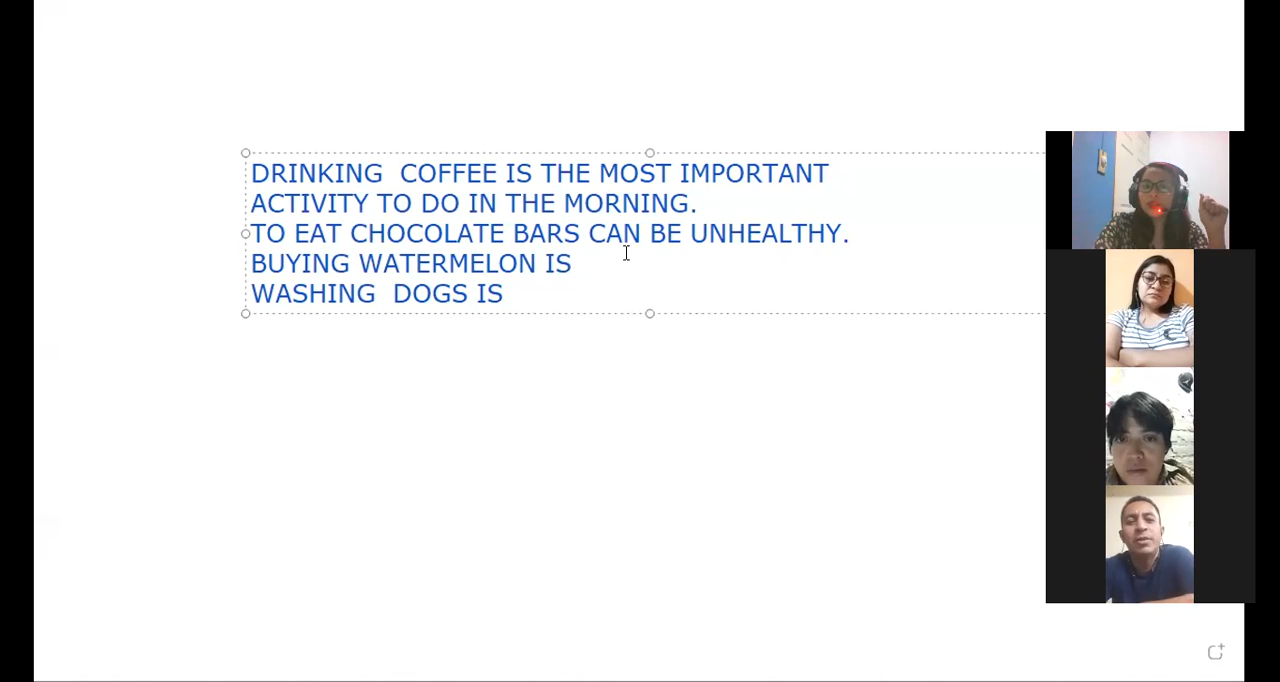 DRINKING  COFFEE IS THE MOST IMPORTANT
ACTIVITY TO DO IN THE MORNING.
TO EAT CHOCOLATE BARS CAN BE UNHEALTHY.
BUYING WATERMELON IS
WASHING  DOGS IS